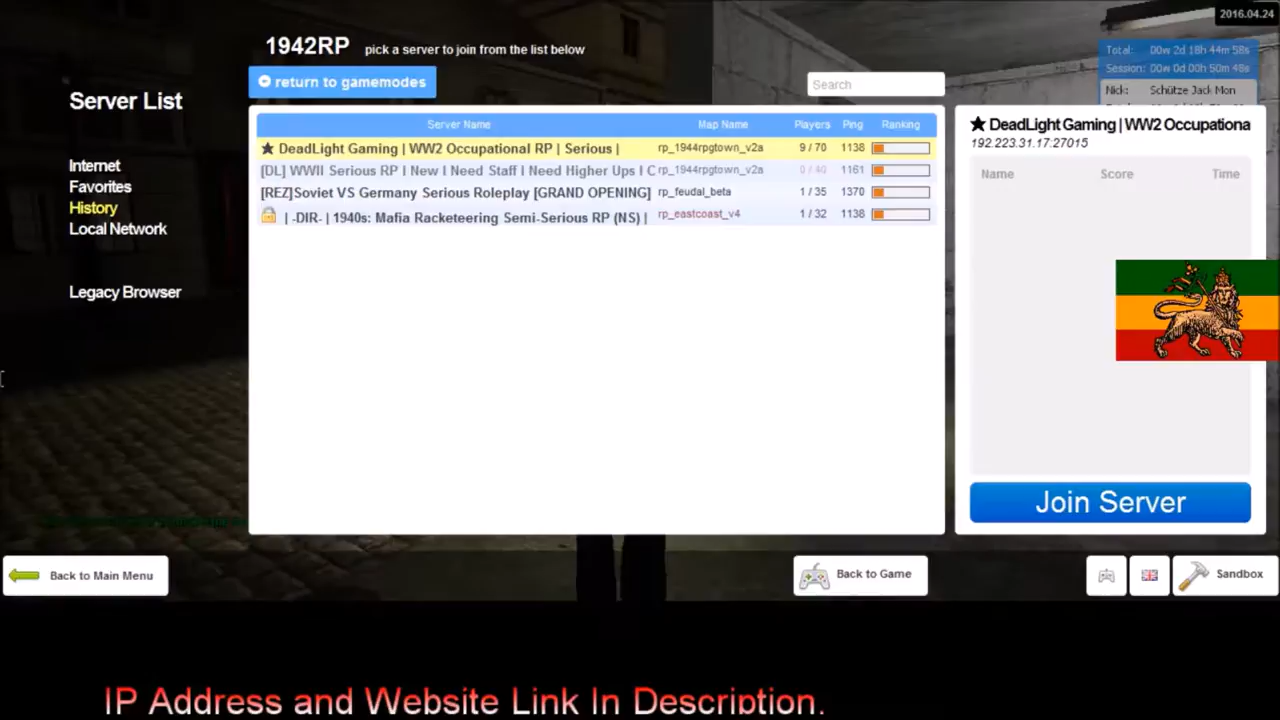 2016.04.24
1942RP pick a server to join from the list below
Total: 00w 2d 18h 44m 58s
Session: 00w 0d 00h 50m 48s
Nick: Schütze Jack Mon
return to gamemodes
Search
Server List
Internet
Favorites
History
Local Network
Legacy Browser
Server Name Map Name Players Ping Ranking
DeadLight Gaming | WW2 Occupational RP | Serious | rp_1944rpgtown_v2a 9 / 70 1138
[DL] WWII Serious RP I New I Need Staff I Need Higher Ups I C rp_1944rpgtown_v2a 0 / 40 1161
[REZ]Soviet VS Germany Serious Roleplay [GRAND OPENING] rp_feudal_beta 1 / 35 1370
| -DIR- | 1940s: Mafia Racketeering Semi-Serious RP (NS) | rp_eastcoast_v4 1 / 32 1138
DeadLight Gaming | WW2 Occupationa
192.223.31.17:27015
Name Score Time
Join Server
Back to Main Menu
Back to Game
Sandbox
IP Address and Website Link In Description.